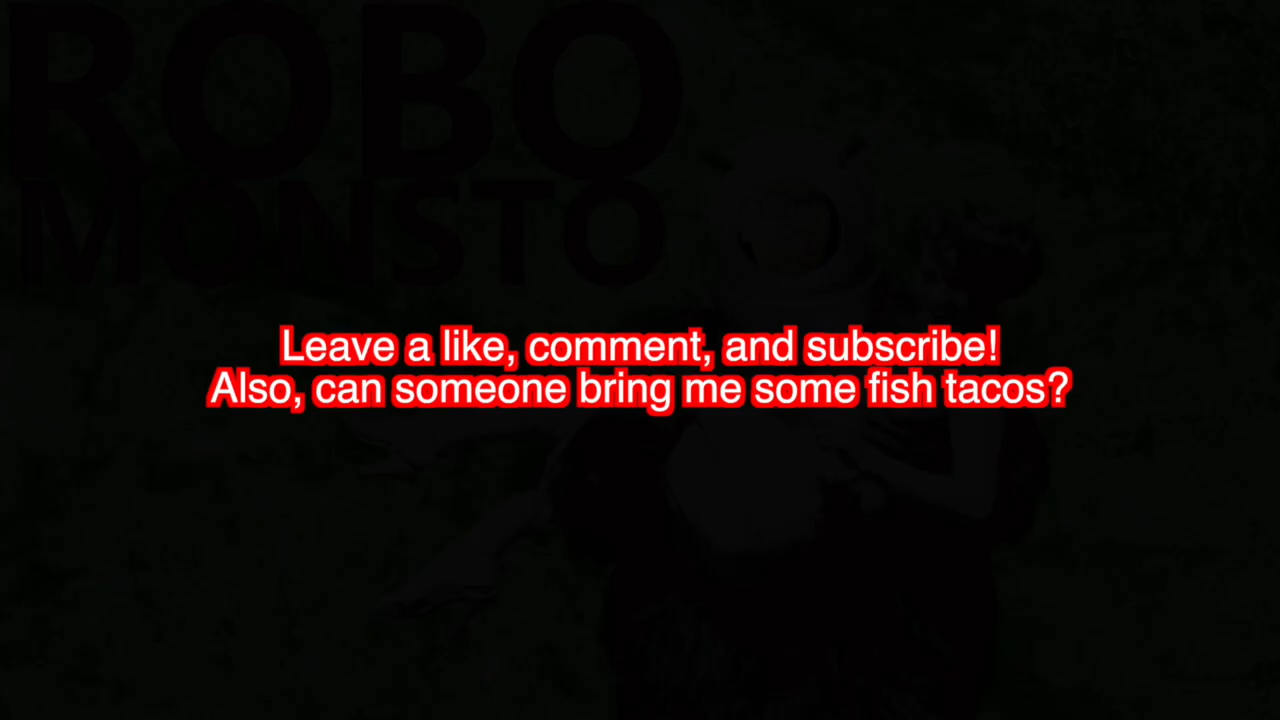 ROBO
MONSTO
Leave a like, comment, and subscribe!
Also, can someone bring me some fish tacos?